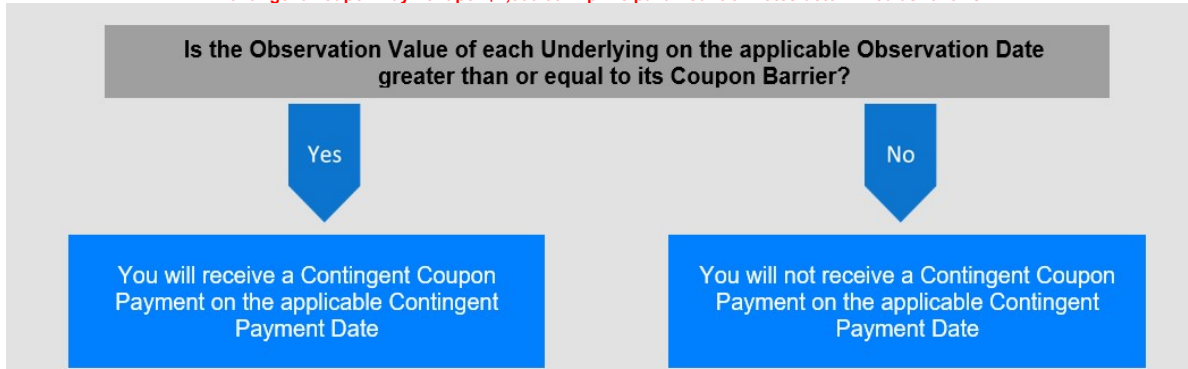 Is the Observation Value of each Underlying on the applicable Observation Date
greater than or equal to its Coupon Barrier?
Yes
No
You will receive a Contingent Coupon
Payment on the applicable Contingent
Payment Date
You will not receive a Contingent Coupon
Payment on the applicable Contingent
Payment Date